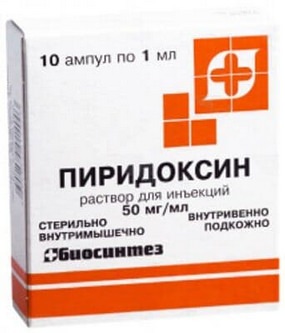 10 ампул по 1 мл
ПИРИДОКСИН
раствор для инъекций
50 мг/мл
СТЕРИЛЬНО
ВНУТРИМЫШЕЧНО
ВНУТРИВЕННО
ПОДКОЖНО
биосинтез